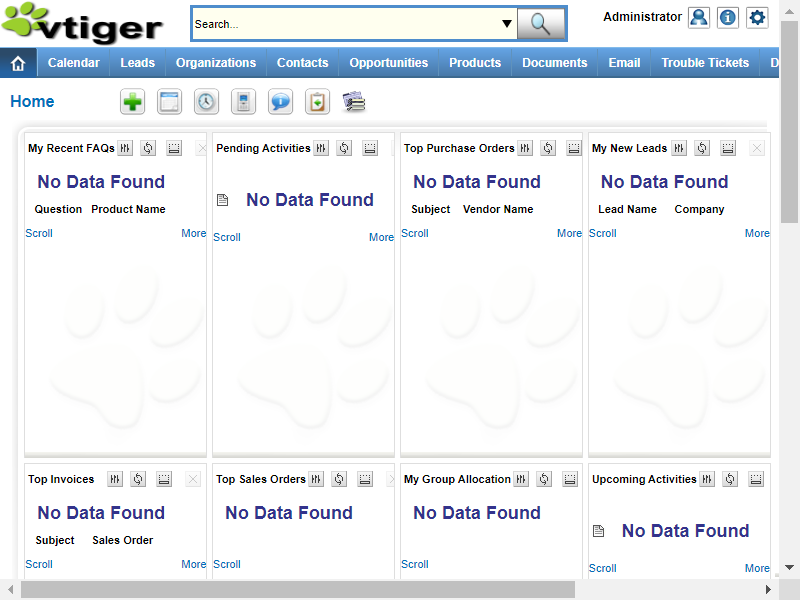 vtiger
Search...
Administrator
Calendar Leads Organizations Contacts Opportunities Products Documents Email Trouble Tickets D
Home
My Recent FAQs Pending Activities Top Purchase Orders My New Leads
No Data Found No Data Found No Data Found No Data Found
Question Product Name Subject Vendor Name Lead Name Company
Scroll More Scroll More Scroll More Scroll More
Top Invoices Top Sales Orders My Group Allocation Upcoming Activities
No Data Found No Data Found No Data Found No Data Found
Subject Sales Order
Scroll More Scroll Scroll Scroll More